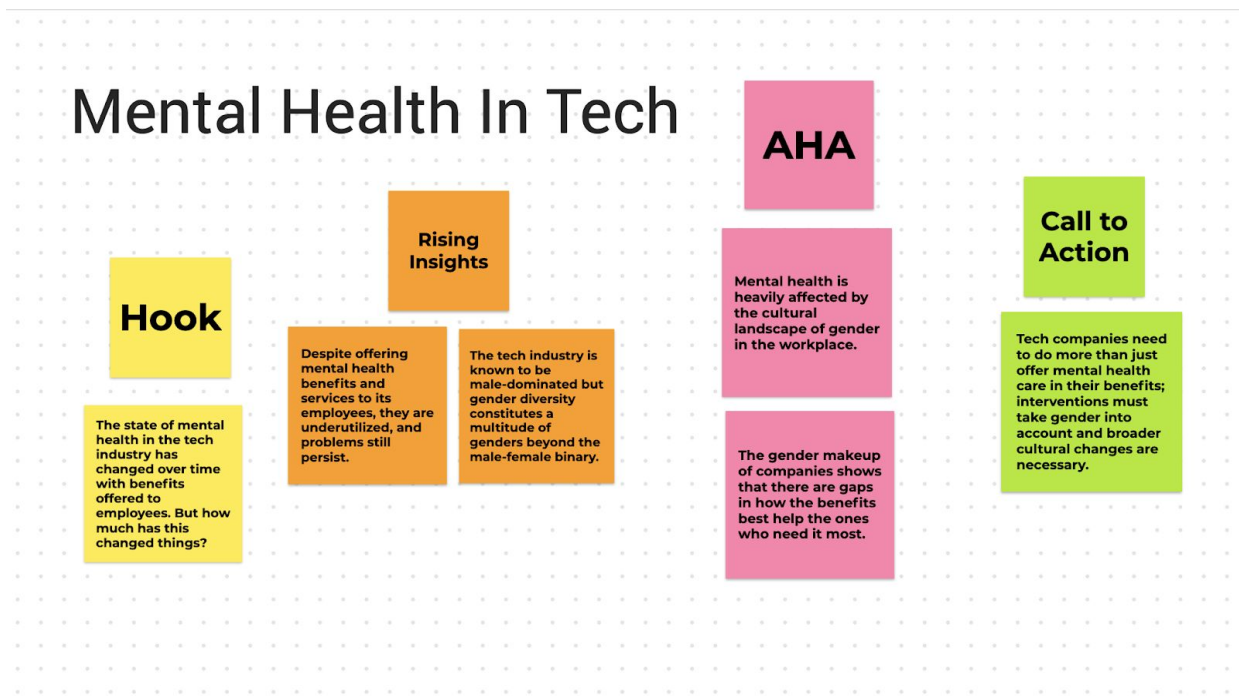 Mental Health In Tech
Hook
The state of mental
health in the tech
industry has
changed over time
with benefits
offered to
employees. But how
much has this
changed things?
Rising
Insights
Despite offering
mental health
benefits and
services to its
employees, they are
underutilized, and
problems still
persist.
The tech industry is
known to be
male-dominated but
gender diversity
constitutes a
multitude of
genders beyond the
male-female binary.
AHA
Mental health is
heavily affected by
the cultural
landscape of gender
in the workplace.
The gender makeup
of companies shows
that there are gaps
in how the benefits
best help the ones
who need it most.
Call to
Action
Tech companies need
to do more than just
offer mental health
care in their benefits;
interventions must
take gender into
account and broader
cultural changes are
necessary.